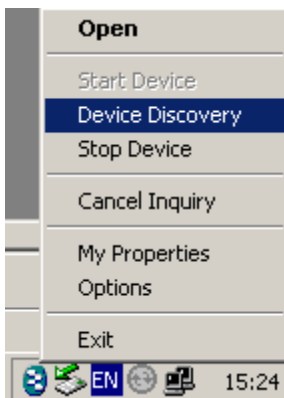 Open
Start Device
Device Discovery
Stop Device
Cancel Inquiry
My Properties
Options
Exit
EN 15:24